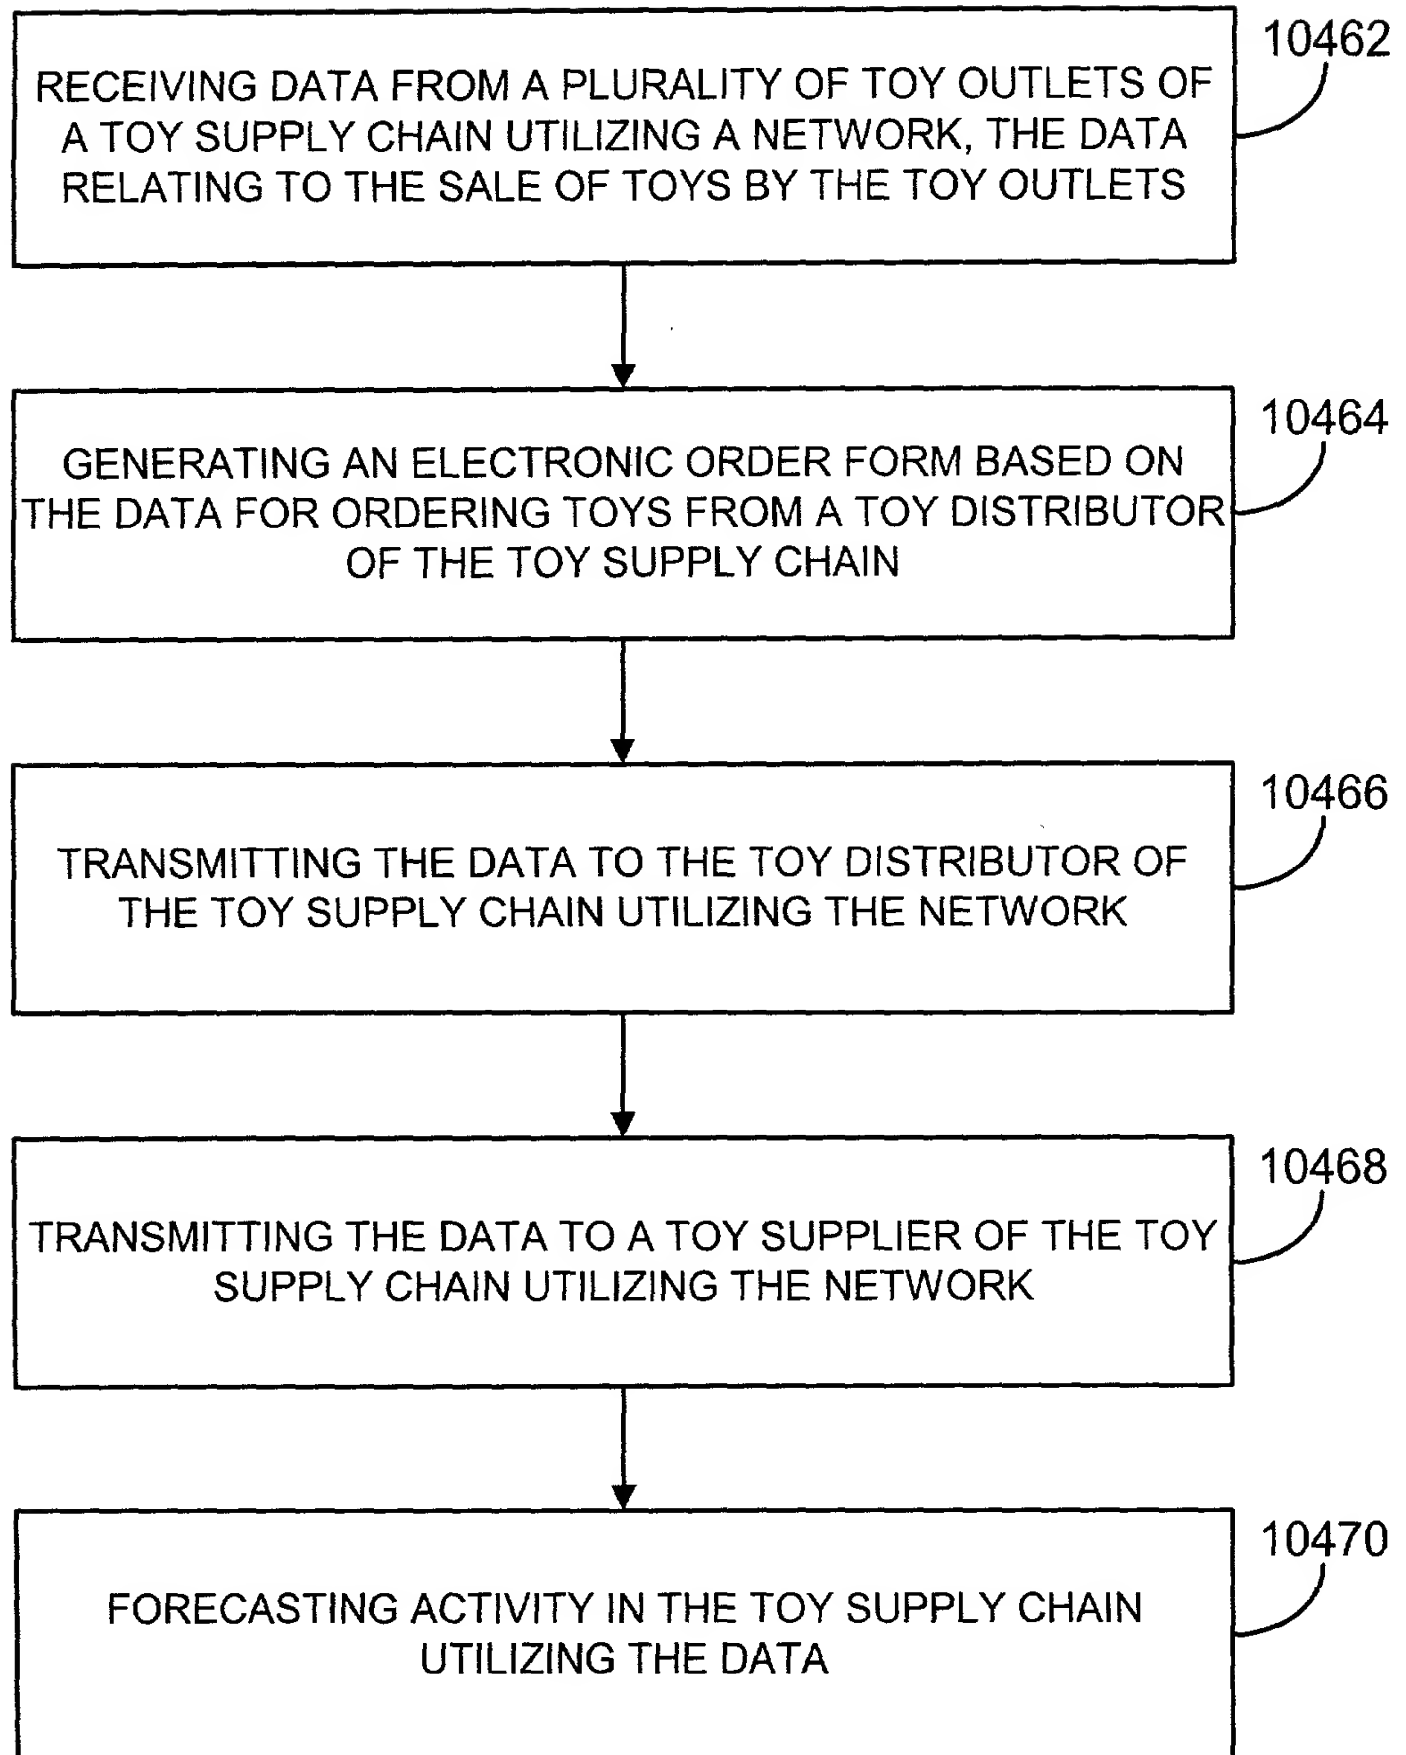 10462
RECEIVING DATA FROM A PLURALITY OF TOY OUTLETS OF
A TOY SUPPLY CHAIN UTILIZING A NETWORK, THE DATA
RELATING TO THE SALE OF TOYS BY THE TOY OUTLETS
10464
GENERATING AN ELECTRONIC ORDER FORM BASED ON
THE DATA FOR ORDERING TOYS FROM A TOY DISTRIBUTOR
OF THE TOY SUPPLY CHAIN
10466
TRANSMITTING THE DATA TO THE TOY DISTRIBUTOR OF
THE TOY SUPPLY CHAIN UTILIZING THE NETWORK
10468
TRANSMITTING THE DATA TO A TOY SUPPLIER OF THE TOY
SUPPLY CHAIN UTILIZING THE NETWORK
10470
FORECASTING ACTIVITY IN THE TOY SUPPLY CHAIN
UTILIZING THE DATA